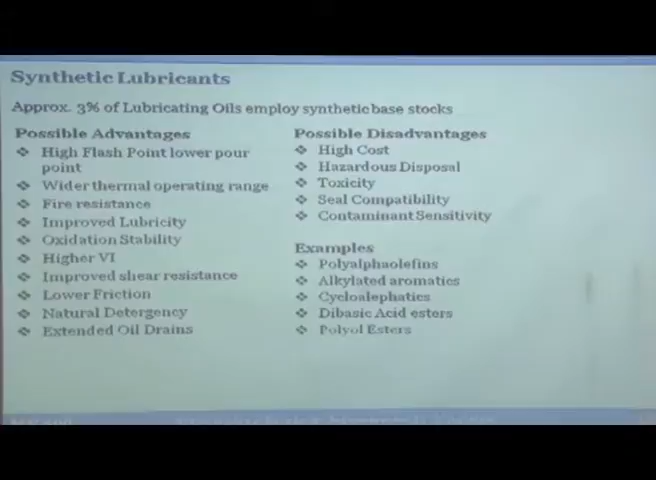 Synthetic Lubricants
Approx. 3% of Lubricating Oils employ synthetic base stocks
Possible Advantages
❖ High Flash Point lower pour
point
❖ Wider thermal operating range
❖ Fire resistance
❖ Improved Lubricity
❖ Oxidation Stability
❖ Higher VI
❖ Improved shear resistance
❖ Lower Friction
❖ Natural Detergency
❖ Extended Oil Drains
Possible Disadvantages
❖ High Cost
❖ Hazardous Disposal
❖ Toxicity
❖ Seal Compatibility
❖ Contaminant Sensitivity
Examples
❖ Polyalphaolefins
❖ Alkylated aromatics
❖ Cycloalephatics
❖ Dibasic Acid esters
❖ Polyol Esters